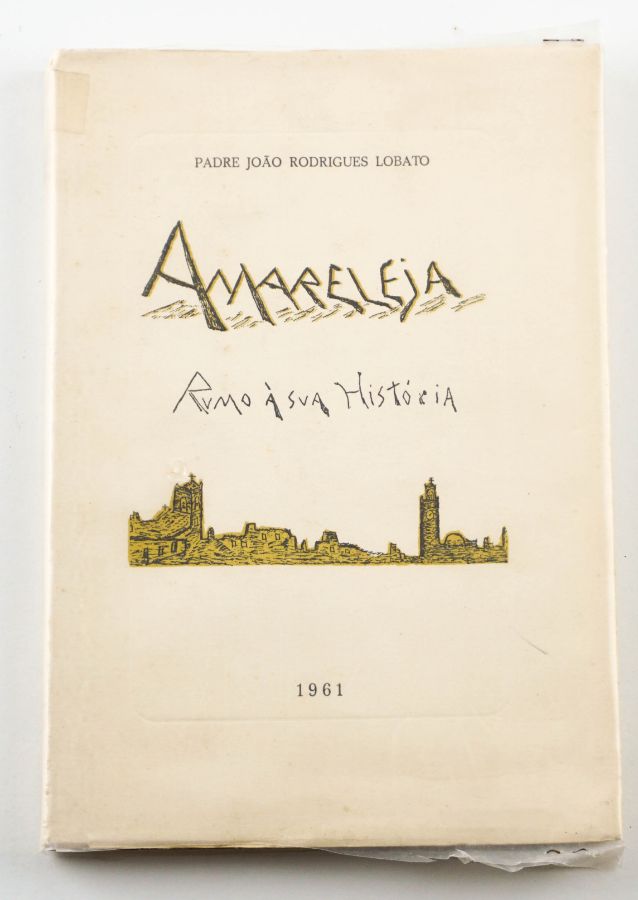 PADRE JOÃO RODRIGUES LOBATO
AMARELEJA
RUMO À SUA HISTÓRIA
1961